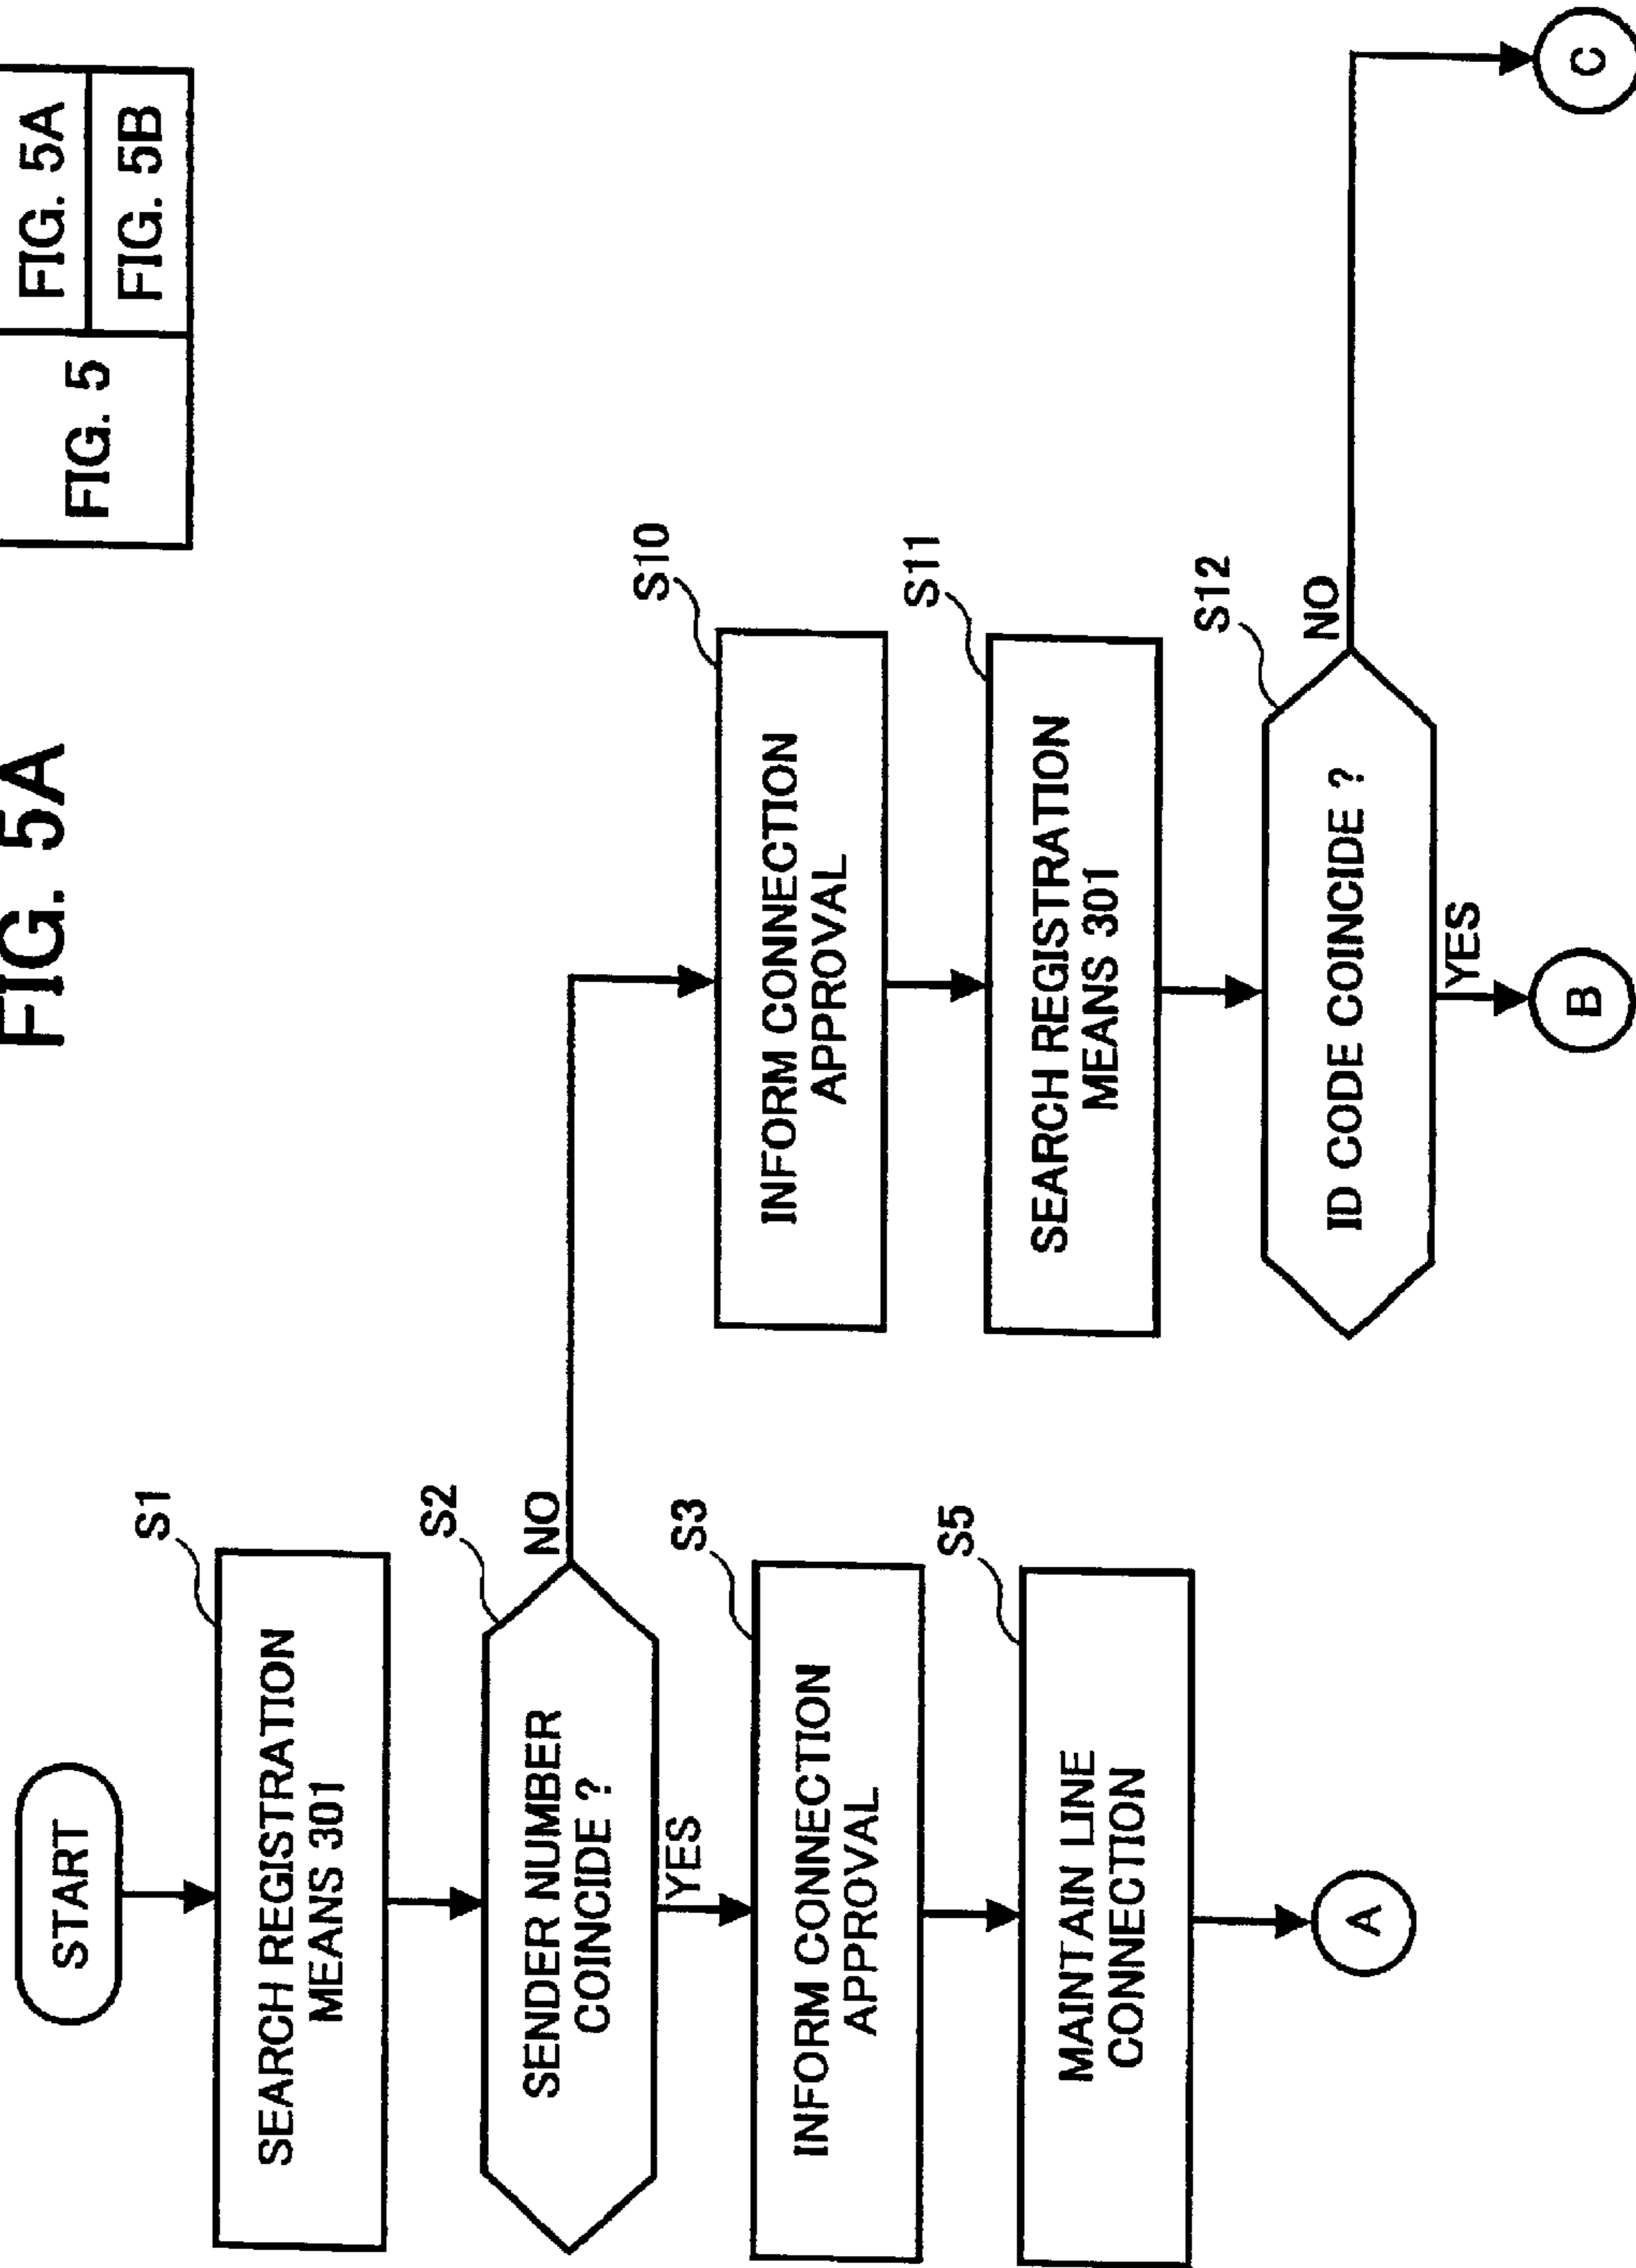 FIG. 5A
FIG. 5
FIG. 5A
FIG. 5B
START
S1
SEARCH REGISTRATION
MEANS 301
S2
SENDER NUMBER
COINCIDE ?
NO
YES
S3
INFORM CONNECTION
APPROVAL
S5
MAINTAIN LINE
CONNECTION
A
S10
INFORM CONNECTION
APPROVAL
S11
SEARCH REGISTRATION
MEANS 301
S12
ID CODE COINCIDE ?
NO
YES
B
C